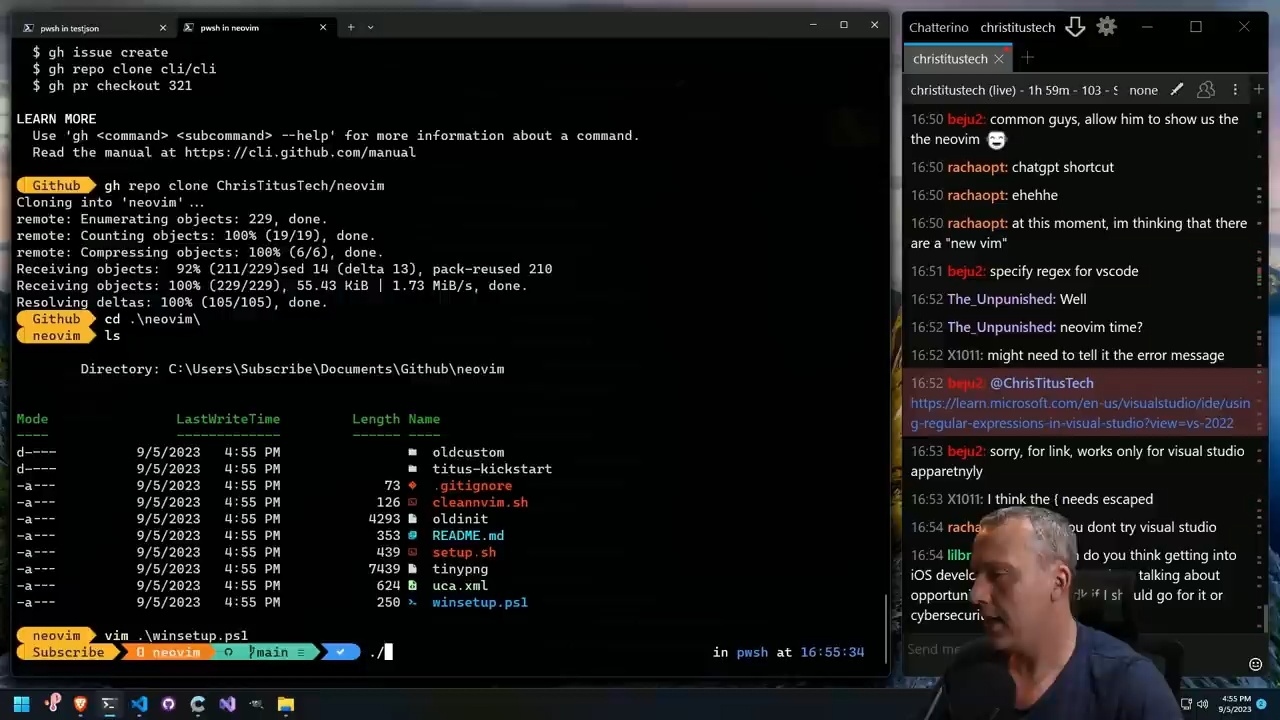 pwsh in testjson
pwsh in neovim
$ gh issue create
$ gh repo clone cli/cli
$ gh pr checkout 321
LEARN MORE
Use 'gh <command> <subcommand> --help' for more information about a command.
Read the manual at https://cli.github.com/manual
Github gh repo clone ChrisTitusTech/neovim
Cloning into 'neovim'...
remote: Enumerating objects: 229, done.
remote: Counting objects: 100% (19/19), done.
remote: Compressing objects: 100% (6/6), done.
Receiving objects:  92% (211/229)sed 14 (delta 13), pack-reused 210
Receiving objects: 100% (229/229), 55.43 KiB | 1.73 MiB/s, done.
Resolving deltas: 100% (105/105), done.
Github cd .\neovim\
neovim ls
Directory: C:\Users\Subscribe\Documents\Github\neovim
Mode LastWriteTime Length Name
---- ------------- ------ ----
d---- 9/5/2023 4:55 PM oldcustom
d---- 9/5/2023 4:55 PM titus-kickstart
-a--- 9/5/2023 4:55 PM 73 .gitignore
-a--- 9/5/2023 4:55 PM 126 cleannvim.sh
-a--- 9/5/2023 4:55 PM 4293 oldinit
-a--- 9/5/2023 4:55 PM 353 README.md
-a--- 9/5/2023 4:55 PM 439 setup.sh
-a--- 9/5/2023 4:55 PM 7439 tinypng
-a--- 9/5/2023 4:55 PM 624 uca.xml
-a--- 9/5/2023 4:55 PM 250 winsetup.ps1
neovim vim .\winsetup.ps1
Subscribe neovim main ./ in pwsh at 16:55:34
Chatterino christitustech
christitustech
christitustech (live) - 1h 59m - 103 - none
16:50 beju2: common guys, allow him to show us the
the neovim
16:50 rachaopt: chatgpt shortcut
16:50 rachaopt: ehehhe
16:50 rachaopt: at this moment, im thinking that there
are a "new vim"
16:51 beju2: specify regex for vscode
16:52 The_Unpunished: Well
16:52 The_Unpunished: neovim time?
16:52 X1011: might need to tell it the error message
16:52 beju2: @ChrisTitusTech
https://learn.microsoft.com/en-us/visualstudio/ide/usin
g-regular-expressions-in-visual-studio?view=vs-2022
16:53 beju2: sorry, for link, works only for visual studio
apparetnyly
16:53 X1011: I think the { needs escaped
16:54 racha ou dont try visual studio
16:54 lilbr do you think getting into
iOS develo talking about
opportun if I sh uld go for it or
cybersecuri
Send me
4:55 PM
9/5/2023